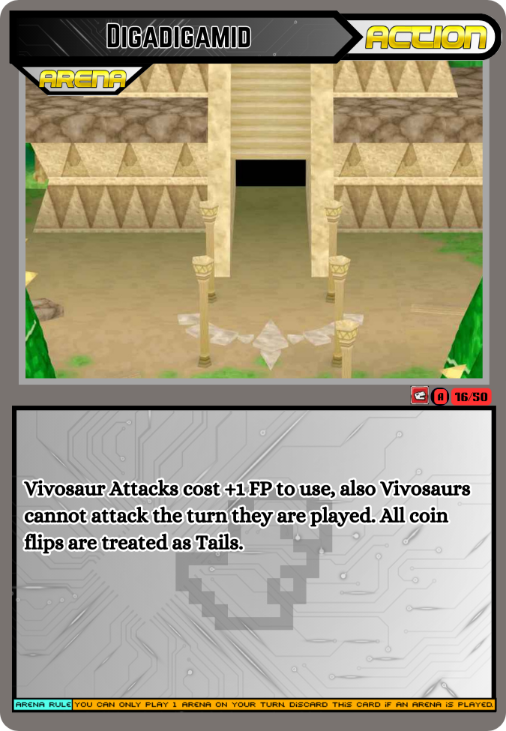 Digadigamid
ACTION
ARENA
A 16/50
Vivosaur Attacks cost +1 FP to use, also Vivosaurs
cannot attack the turn they are played. All coin
flips are treated as Tails.
ARENA RULE YOU CAN ONLY PLAY 1 ARENA ON YOUR TURN. DISCARD THIS CARD IF AN ARENA IS PLAYED.